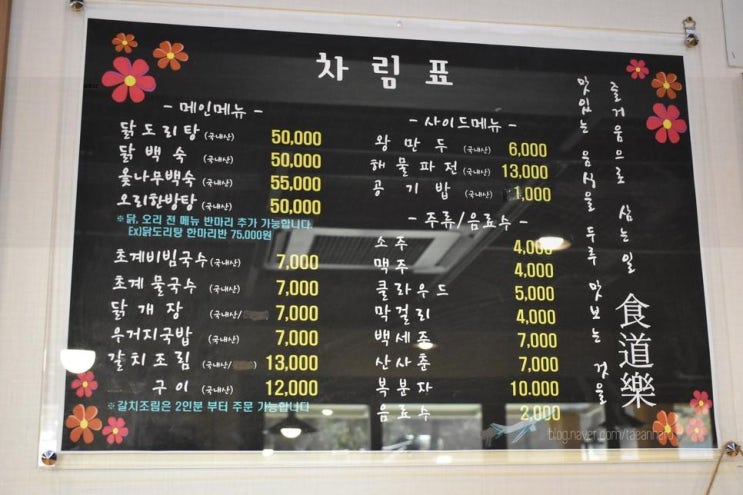 차림표
- 메인메뉴 -
닭도리탕 (국내산) 50,000
닭백숙 (국내산) 50,000
옻나무백숙 (국내산) 55,000
오리한방탕 (국내산) 50,000
※닭, 오리 전 메뉴 반마리 추가 가능합니다.
Ex)닭도리탕 한마리반 75,000원
초계비빔국수 (국내산) 7,000
초계물국수 (국내산) 7,000
닭개장 (국내산/ 7,000
우거지국밥 (국내산) 7,000
갈치조림 (국내산/ 13,000
구이 (국내산) 12,000
※갈치조림은 2인분 부터 주문 가능합니다
- 사이드메뉴 -
왕만두 (국내산) 6,000
해물파전 (국내산) 13,000
공기밥 (국내산) 1,000
- 주류/음료수 -
소주 4,000
맥주 4,000
클라우드 5,000
막걸리 4,000
백세주 7,000
산사춘 7,000
복분자 10.000
음료수 2,000
맛있는 음식을 두루 맛보는 것을
즐거움으로 삼는일
食道樂
blog.naver.com/taeanharu